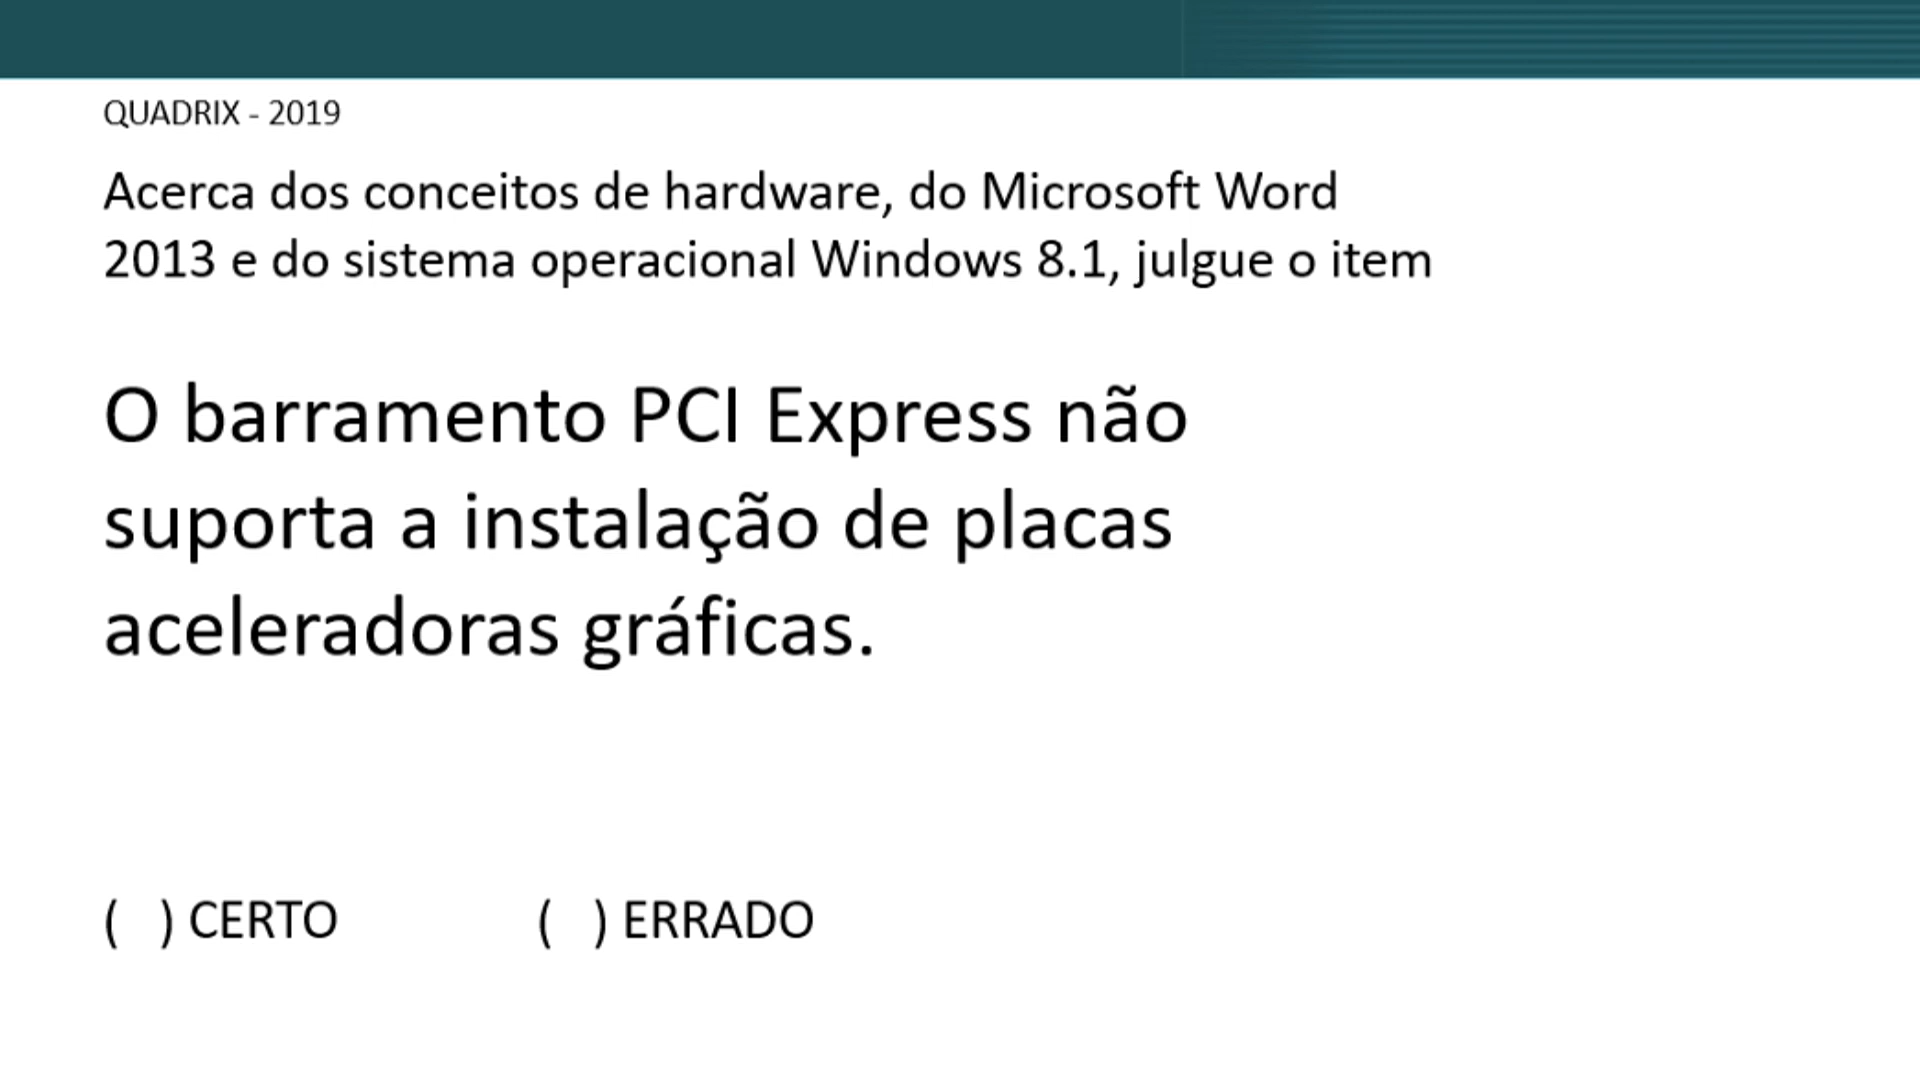 QUADRIX - 2019
Acerca dos conceitos de hardware, do Microsoft Word
2013 e do sistema operacional Windows 8.1, julgue o item
O barramento PCI Express não
suporta a instalação de placas
aceleradoras gráficas.
(   ) CERTO (   ) ERRADO